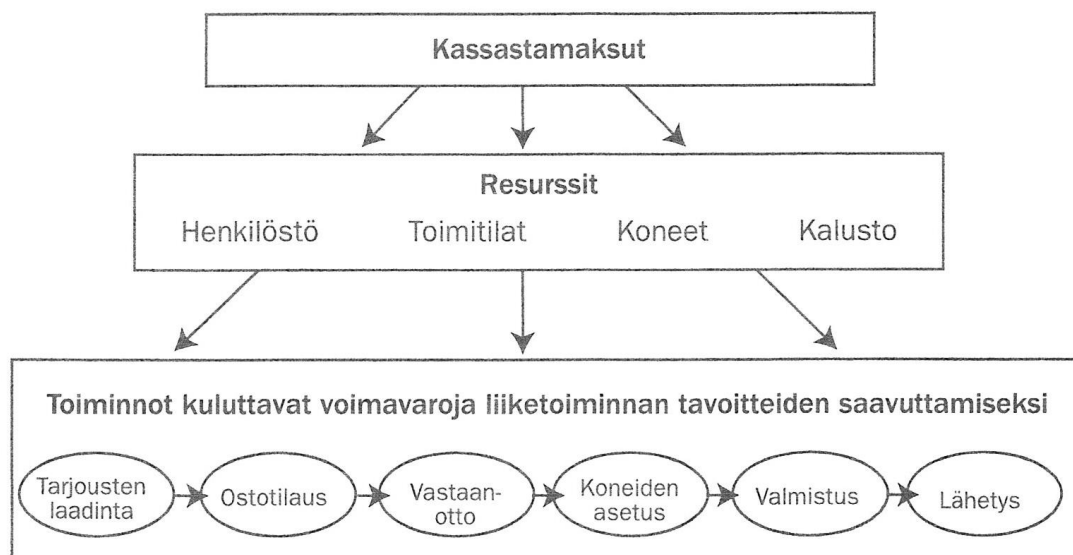 Kassastamaksut
Resurssit
Henkilöstö Toimitilat Koneet Kalusto
Toiminnot kuluttavat voimavaroja liiketoiminnan tavoitteiden saavuttamiseksi
Tarjousten
laadinta
Ostotilaus
Vastaan-
otto
Koneiden
asetus
Valmistus
Lähetys